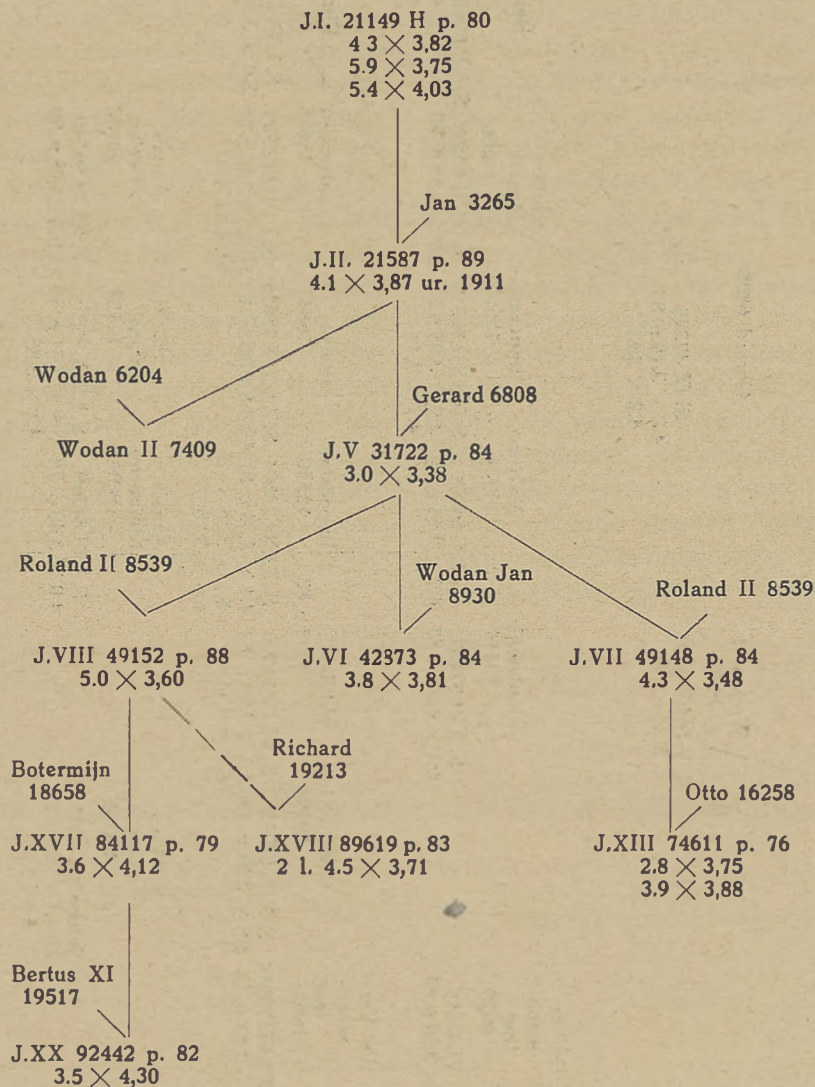 J.I. 21149 H p. 80
4 3 × 3,82
5.9 × 3,75
5.4 × 4,03
Jan 3265
J.II. 21587 p. 89
4.1 × 3,87 ur. 1911
Wodan 6204
Gerard 6808
Wodan II 7409
J.V 31722 p. 84
3.0 × 3,38
Roland II 8539
Wodan Jan
8930
Roland II 8539
J.VIII 49152 p. 88
5.0 × 3,60
J.VI 42873 p. 84
3.8 × 3,81
J.VII 49148 p. 84
4.3 × 3,48
Botermijn
18658
Richard
19213
Otto 16258
J.XVII 84117 p. 79
3.6 × 4,12
J.XVIII 89619 p. 83
2 l. 4.5 × 3,71
J.XIII 74611 p. 76
2.8 × 3,75
3.9 × 3,88
Bertus XI
19517
J.XX 92442 p. 82
3.5 × 4,30